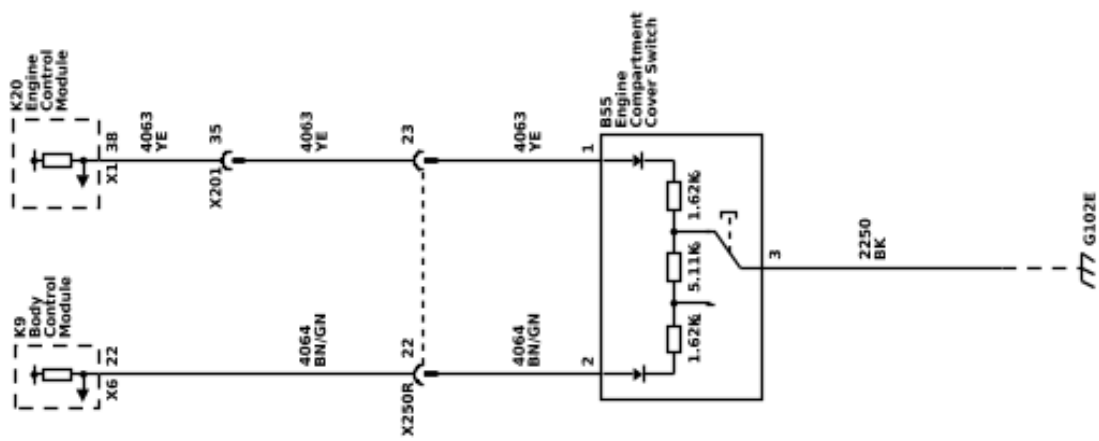 K20
Engine
Control
Module
X1
38
4063
YE
X201
35
4063
YE
23
4063
YE
1
B55
Engine
Compartment
Cover Switch
1.62K
5.11K
1.62K
3
2250
BK
G102E
K9
Body
Control
Module
X6
22
4064
BN/GN
X250R
22
4064
BN/GN
2